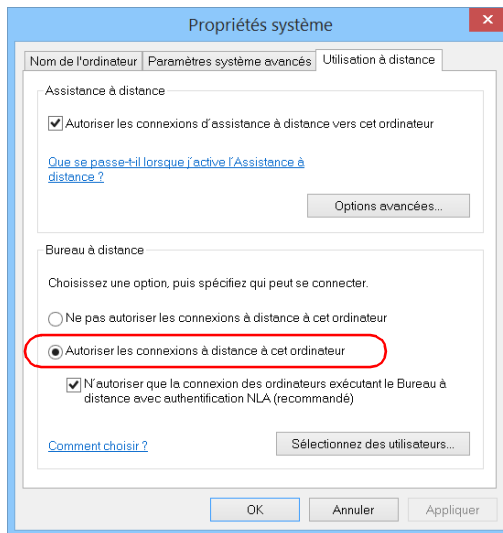 Propriétés système
Nom de l'ordinateur Paramètres système avancés Utilisation à distance
Assistance à distance
Autoriser les connexions d'assistance à distance vers cet ordinateur
Que se passe-t-il lorsque j'active l'Assistance à
distance ?
Options avancées...
Bureau à distance
Choisissez une option, puis spécifiez qui peut se connecter.
Ne pas autoriser les connexions à distance à cet ordinateur
Autoriser les connexions à distance à cet ordinateur
N'autoriser que la connexion des ordinateurs exécutant le Bureau à
distance avec authentification NLA (recommandé)
Comment choisir ? Sélectionnez des utilisateurs...
OK Annuler Appliquer